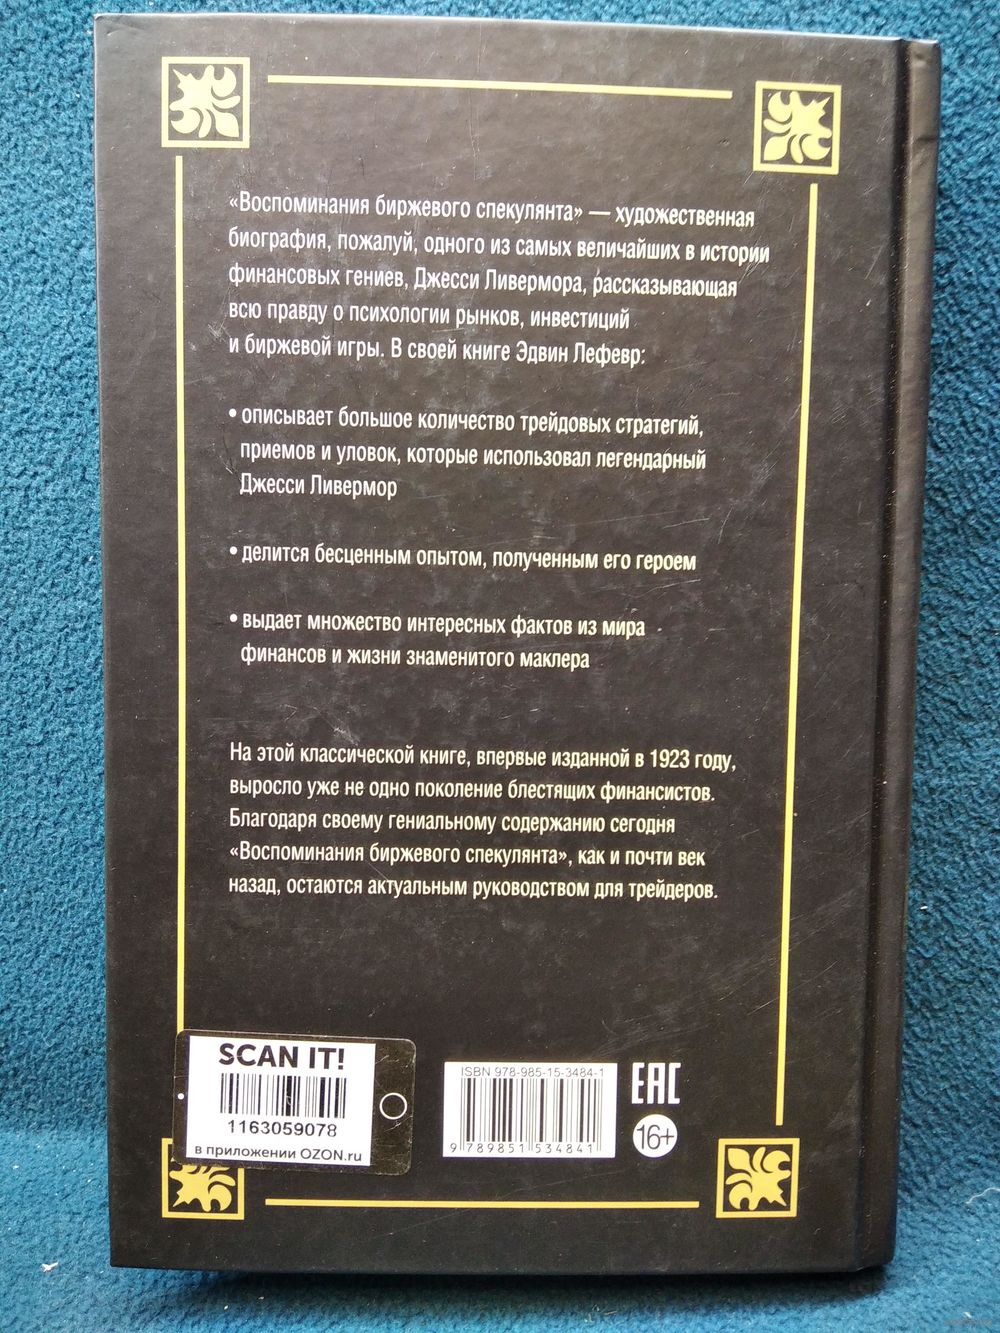 «Воспоминания биржевого спекулянта» — художественная
биография, пожалуй, одного из самых величайших в истории
финансовых гениев, Джесси Ливермора, рассказывающая
всю правду о психологии рынков, инвестиций
и биржевой игры. В своей книге Эдвин Лефевр:
• описывает большое количество трейдовых стратегий,
приемов и уловок, которые использовал легендарный
Джесси Ливермор
• делится бесценным опытом, полученным его героем
• выдает множество интересных фактов из мира
финансов и жизни знаменитого маклера
На этой классической книге, впервые изданной в 1923 году,
выросло уже не одно поколение блестящих финансистов.
Благодаря своему гениальному содержанию сегодня
«Воспоминания биржевого спекулянта», как и почти век
назад, остаются актуальным руководством для трейдеров.
SCAN IT!
1163059078
в приложении OZON.ru
ISBN 978-985-15-3484-1
9 789851 534841
EAC
16+